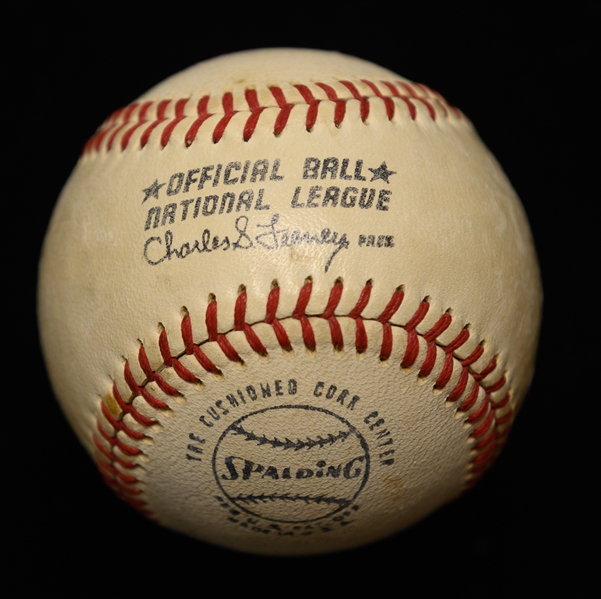 ★OFFICIAL BALL★
NATIONAL LEAGUE
Charles S. Feeney PRES.
THE CUSHIONED CORK CENTER
SPALDING